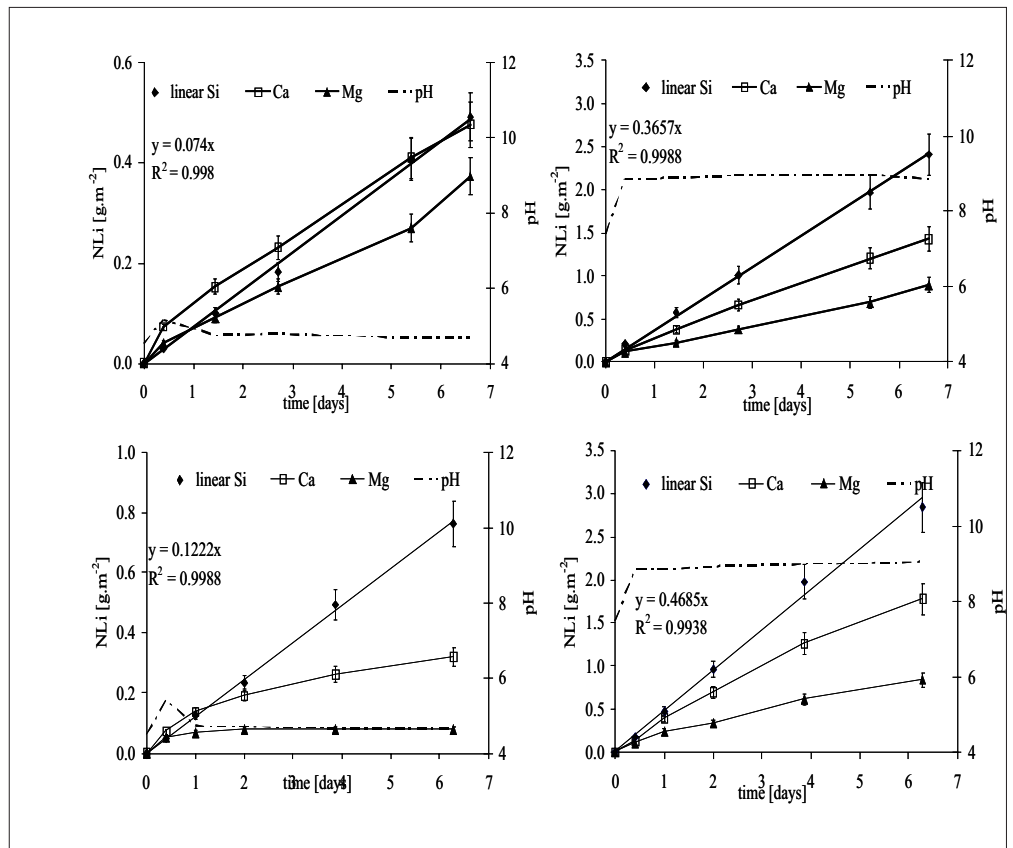 0.6 12
linear Si Ca Mg pH
10
y = 0.074x
R² = 0.998
0.4
8
NLi [g.m⁻²]
pH
0.2
6
0.0 4
0 1 2 3 4 5 6 7
time [days]
3.5 12
linear Si Ca Mg pH
3.0
10
y = 0.3657x
R² = 0.9988
2.5
2.0
8
NLi [g.m⁻²]
pH
1.5
1.0
6
0.5
0.0 4
0 1 2 3 4 5 6 7
time [days]
1.0 12
linear Si Ca Mg pH
0.8
10
y = 0.1222x
R² = 0.9988
0.6
8
NLi [g.m⁻²]
pH
0.4
6
0.2
0.0 4
0 1 2 3 4 5 6 7
time [days]
3.5 12
linear Si Ca Mg pH
3.0
10
2.5
2.0
y = 0.4685x
R² = 0.9938
8
NLi [g.m⁻²]
pH
1.5
1.0
6
0.5
0.0 4
0 1 2 3 4 5 6 7
time [days]